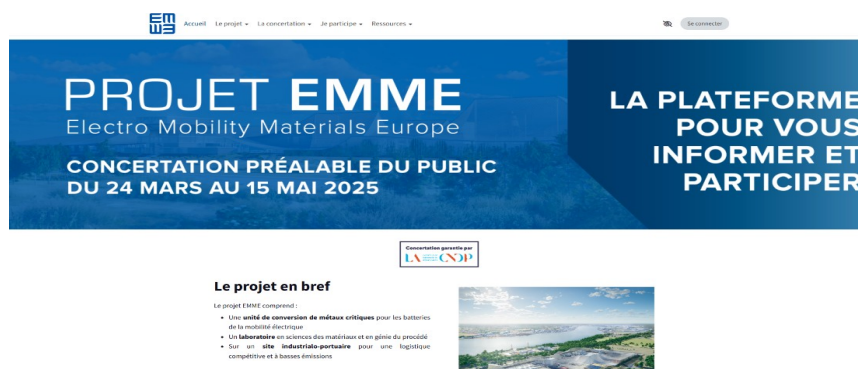 EM
ME
Accueil Le projet La concertation Je participe Ressources Se connecter
PROJET EMME
Electro Mobility Materials Europe
CONCERTATION PRÉALABLE DU PUBLIC
DU 24 MARS AU 15 MAI 2025
LA PLATEFORME
POUR VOUS
INFORMER ET
PARTICIPER
Concertation garantie par
LA CNDP
Le projet en bref
Le projet EMME comprend :
• Une unité de conversion de métaux critiques pour les batteries
de la mobilité électrique
• Un laboratoire en sciences des matériaux et en génie du procédé
• Sur un site industrialo-portuaire pour une logistique
compétitive et à basses émissions